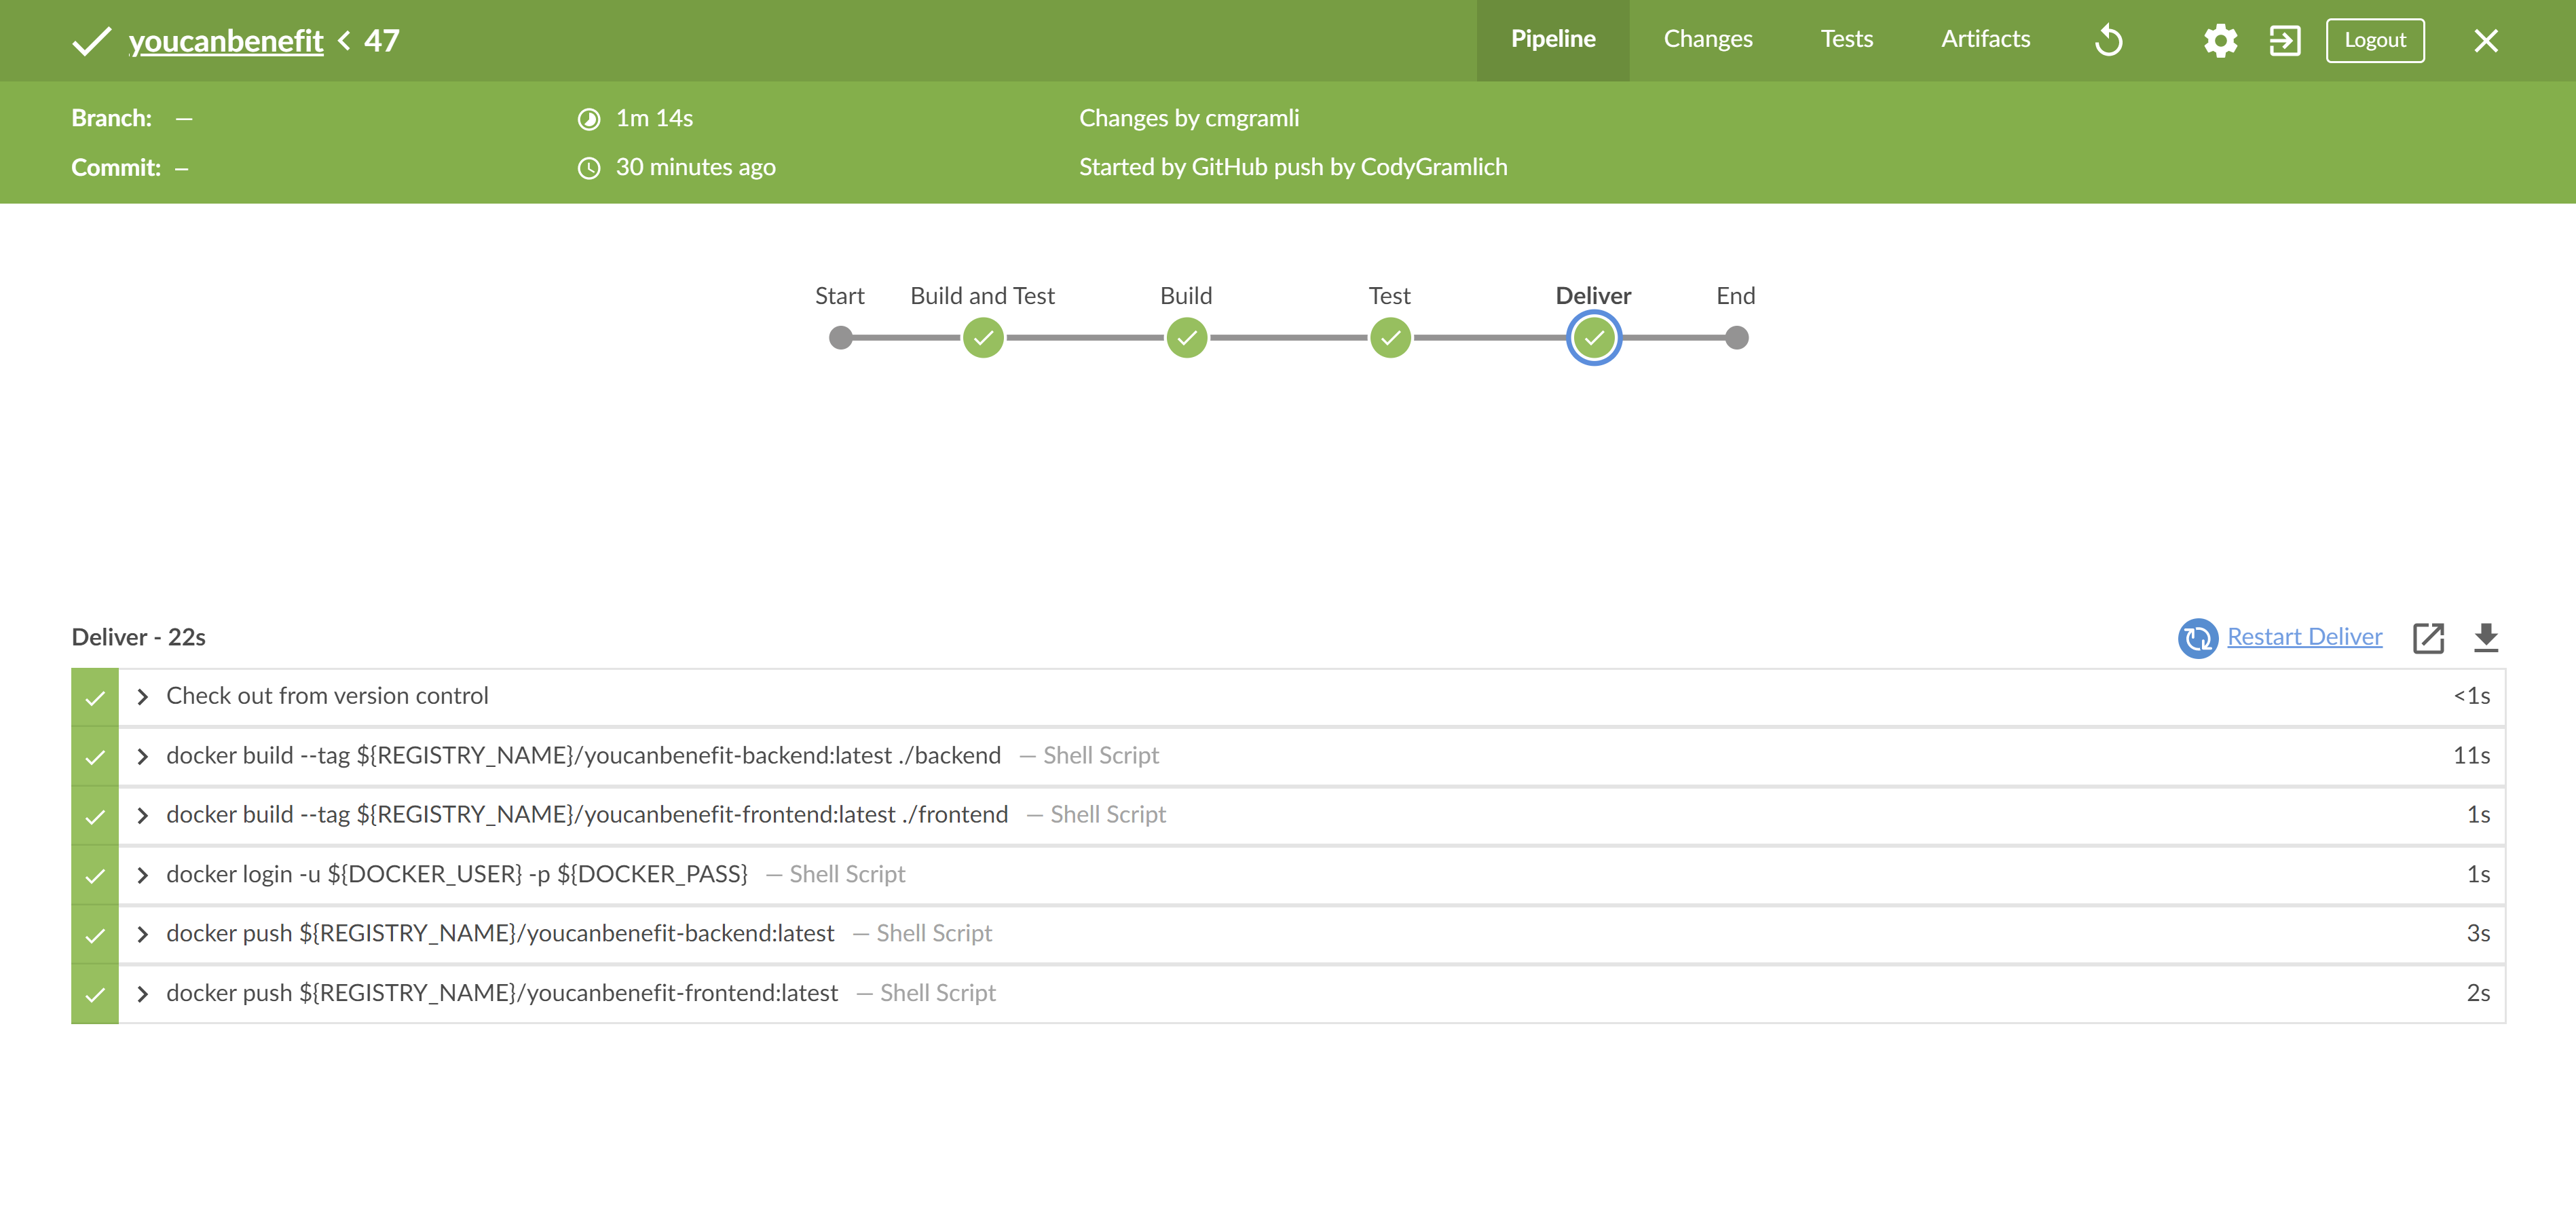 youcanbenefit < 47
Pipeline Changes Tests Artifacts Logout
Branch: — 1m 14s Changes by cmgramli
Commit: – 30 minutes ago Started by GitHub push by CodyGramlich
Start Build and Test Build Test Deliver End
Deliver - 22s Restart Deliver
Check out from version control <1s
docker build --tag ${REGISTRY_NAME}/youcanbenefit-backend:latest ./backend — Shell Script 11s
docker build --tag ${REGISTRY_NAME}/youcanbenefit-frontend:latest ./frontend — Shell Script 1s
docker login -u ${DOCKER_USER} -p ${DOCKER_PASS} — Shell Script 1s
docker push ${REGISTRY_NAME}/youcanbenefit-backend:latest — Shell Script 3s
docker push ${REGISTRY_NAME}/youcanbenefit-frontend:latest — Shell Script 2s